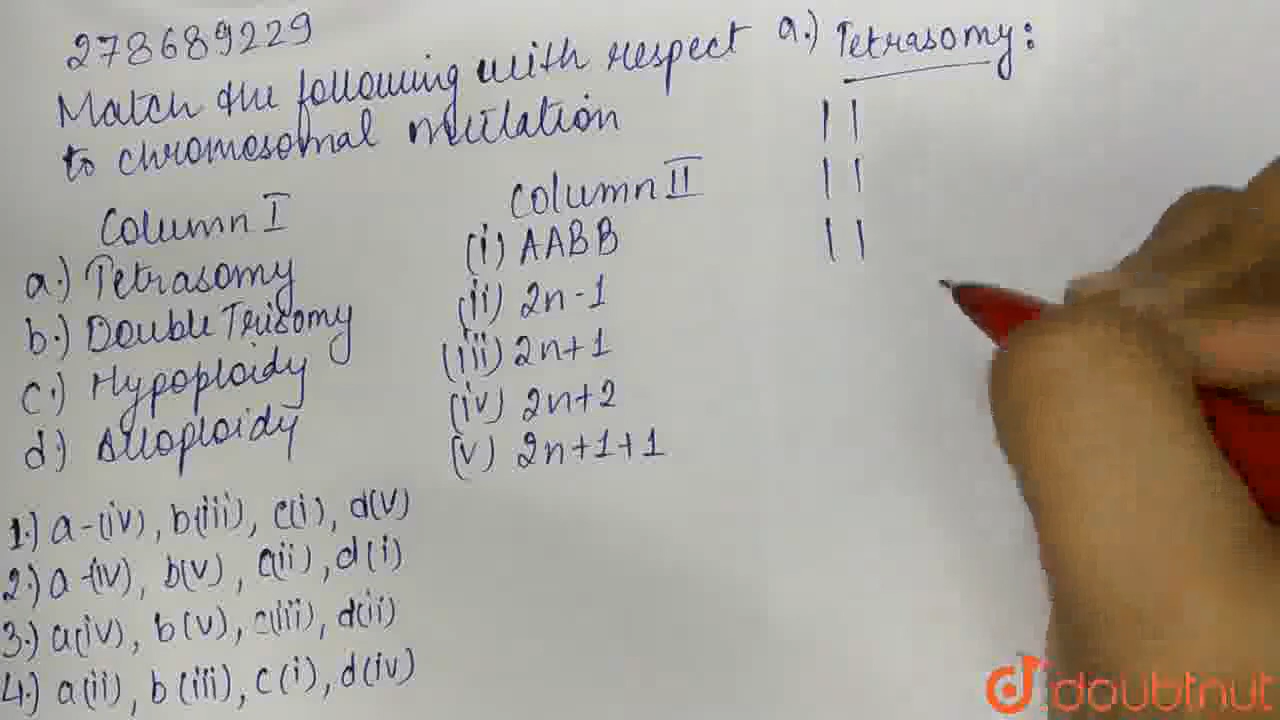 278689229
Match the following with respect
to chromosomal mutation
Column I
Column II
a.) Tetrasomy
(i) AABB
b.) Double Trisomy
(ii) 2n-1
c.) Hypoploidy
(iii) 2n+1
d.) Alloploidy
(iv) 2n+2
(v) 2n+1+1
1.) a-(iv), b(iii), c(i), d(v)
2.) a-(iv), b(v), c(ii), d(i)
3.) a(iv), b(v), c(iii), d(ii)
4.) a(ii), b(iii), c(i), d(iv)
a.) Tetrasomy:
doubtnut